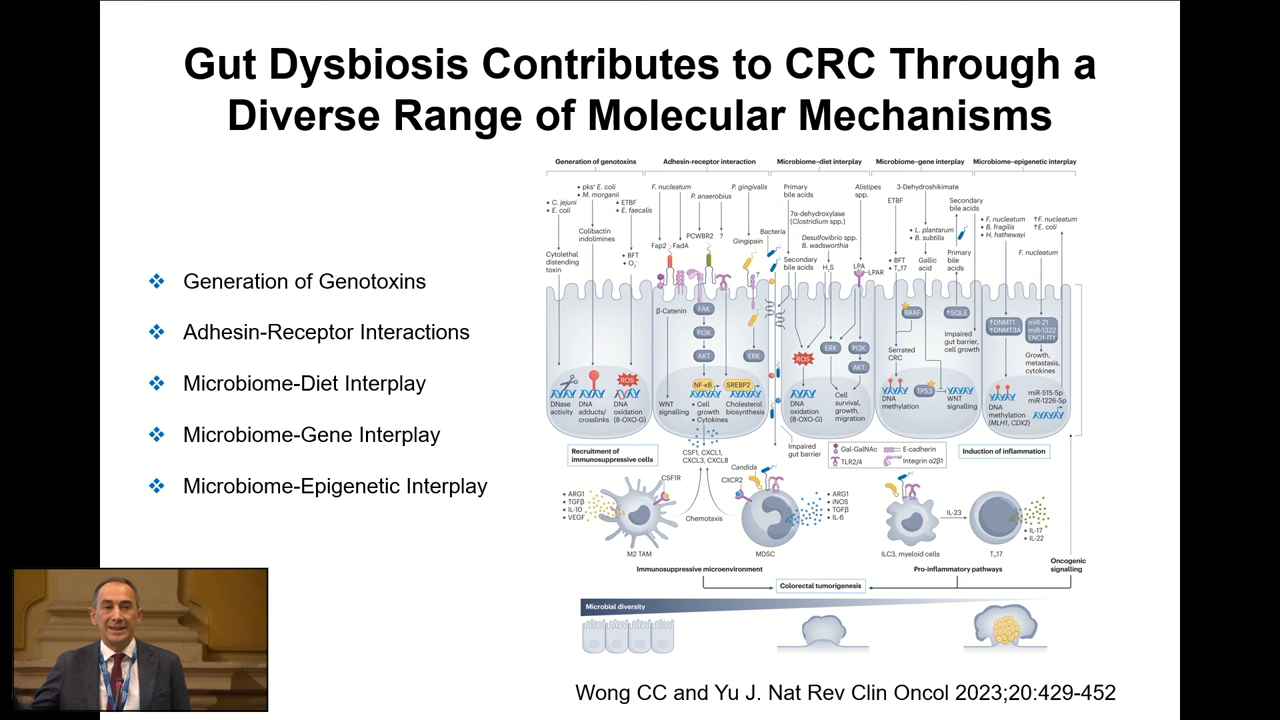 Gut Dysbiosis Contributes to CRC Through a
Diverse Range of Molecular Mechanisms
❖ Generation of Genotoxins
❖ Adhesin-Receptor Interactions
❖ Microbiome-Diet Interplay
❖ Microbiome-Gene Interplay
❖ Microbiome-Epigenetic Interplay
Generation of genotoxins
Adhesin-receptor interaction
Microbiome–diet interplay
Microbiome–gene interplay
Microbiome–epigenetic interplay
• C. jejuni
• E. coli
• pks⁺ E. coli
• M. morganii
• ETBF
• E. faecalis
Colibactin
indolimines
Cytolethal
distending
toxin
• BFT
• O₂⁻
F. nucleatum
P. anaerobius
P. gingivalis
Fap2
FadA
PCWBR2
?
Gingipain
?
Bacteria
Primary
bile acids
7α-dehydroxylase
(Clostridium spp.)
Desulfovibrio spp.
B. wadsworthia
Secondary
bile acids
H₂S
Alistipes
spp.
LPA
LPAR
ETBF
• BFT
• TH17
3-Dehydroshikimate
• L. plantarum
• B. subtilis
Gallic
acid
Secondary
bile acids
Primary
bile acids
• F. nucleatum
• B. fragilis
• H. hathewayi
↑F. nucleatum
↑E. coli
F. nucleatum
β-Catenin
FAK
PI3K
AKT
ERK
NF-κB
SREBP2
ROS
DNase
activity
DNA
adducts/
crosslinks
DNA
oxidation
(8-OXO-G)
WNT
signalling
• Cell
growth
• Cytokines
Cholesterol
biosynthesis
ROS
DNA
oxidation
(8-OXO-G)
ERK
PI3K
AKT
Cell
survival,
growth,
migration
BRAF
Serrated
CRC
DNA
methylation
TP53
WNT
signalling
↑SQLE
Impaired
gut barrier,
cell growth
↑DNMT1
↑DNMT3A
DNA
methylation
(MLH1, CDX2)
miR-21
miR-1322
ENO1-IT1
Growth,
metastasis,
cytokines
miR-515-5p
miR-1226-5p
Recruitment of
immunosuppressive cells
CSF1, CXCL1,
CXCL3, CXCL8
Impaired
gut barrier
Gal-GalNAc
E-cadherin
TLR2/4
Integrin α2β1
Induction of inflammation
• ARG1
• TGFβ
• IL-10
• VEGF
CSF1R
M2 TAM
Chemotaxis
Candida
CXCR2
MDSC
• ARG1
• iNOS
• TGFβ
• IL-6
ILC3, myeloid cells
IL-23
TH17
• IL-17
• IL-22
Immunosuppressive microenvironment
Pro-inflammatory pathways
Oncogenic
signalling
Colorectal tumorigenesis
Microbial diversity
Wong CC and Yu J. Nat Rev Clin Oncol 2023;20:429-452